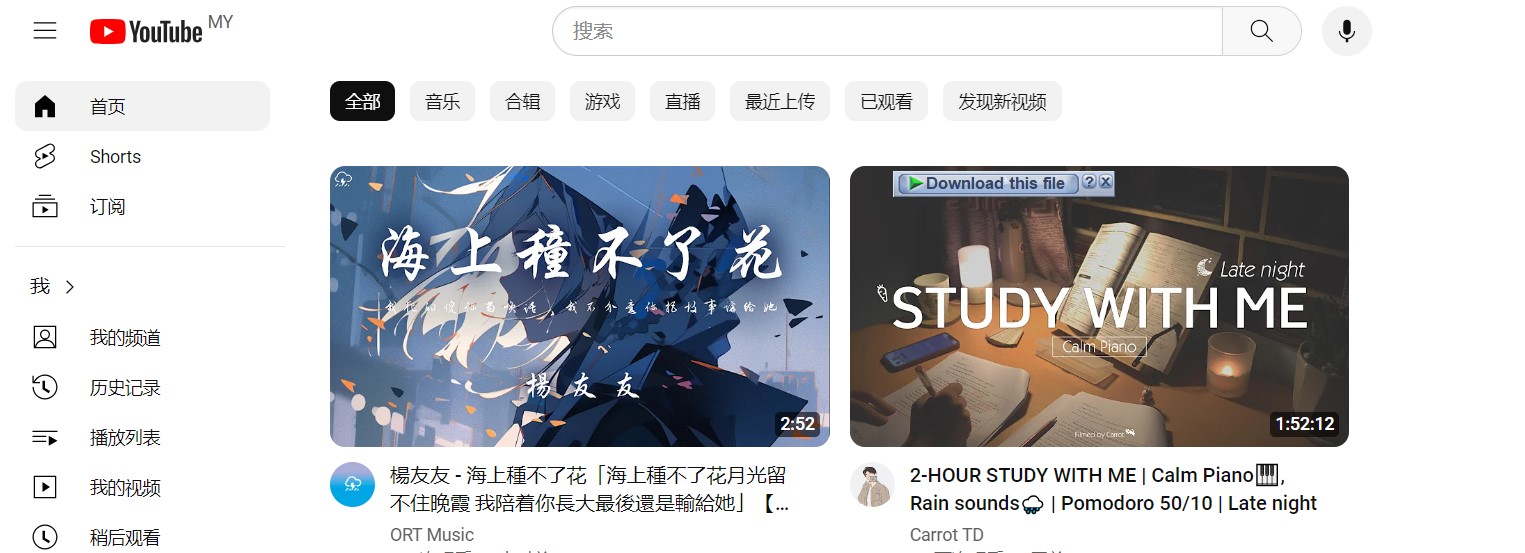 YouTube MY
搜索
首页
Shorts
订阅
我
我的频道
历史记录
播放列表
我的视频
稍后观看
全部
音乐
合辑
游戏
直播
最近上传
已观看
发现新视频
海上種不了花
楊友友
2:52
楊友友 - 海上種不了花「海上種不了花月光留
不住晚霞 我陪着你長大最後還是輸給她」【...
ORT Music
Download this file
Late night
STUDY WITH ME
Calm Piano
Filmed by Carrot
1:52:12
2-HOUR STUDY WITH ME | Calm Piano🎹,
Rain sounds🌧️ | Pomodoro 50/10 | Late night
Carrot TD